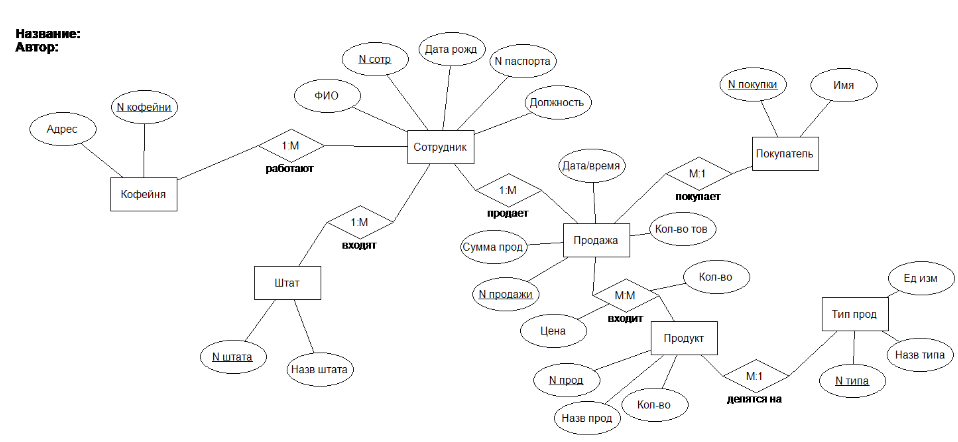 Название:
Автор:
N сотр
Дата рожд
N паспорта
ФИО
Должность
N кофейни
Адрес
1:М
работают
Сотрудник
Кофейня
N покупки
Имя
Покупатель
М:1
покупает
Дата/время
1:М
продает
1:М
входят
Кол-во тов
Продажа
Сумма прод
N продажи
Штат
N штата
Назв штата
М:М
входит
Кол-во
Цена
Ед изм
Тип прод
Продукт
Назв типа
N типа
М:1
делятся на
N прод
Назв прод
Кол-во